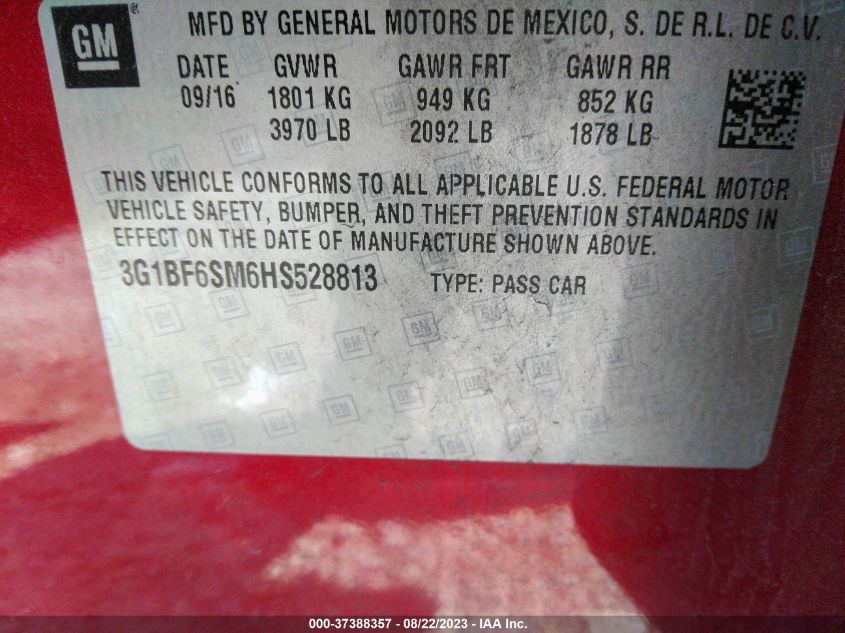 GM
MFD BY GENERAL MOTORS DE MEXICO, S. DE R.L. DE C.V.
DATE GVWR GAWR FRT GAWR RR
09/16 1801 KG 949 KG 852 KG
3970 LB 2092 LB 1878 LB
THIS VEHICLE CONFORMS TO ALL APPLICABLE U.S. FEDERAL MOTOR
VEHICLE SAFETY, BUMPER, AND THEFT PREVENTION STANDARDS IN
EFFECT ON THE DATE OF MANUFACTURE SHOWN ABOVE.
3G1BF6SM6HS528813 TYPE: PASS CAR
000-37388357 - 08/22/2023 - IAA Inc.